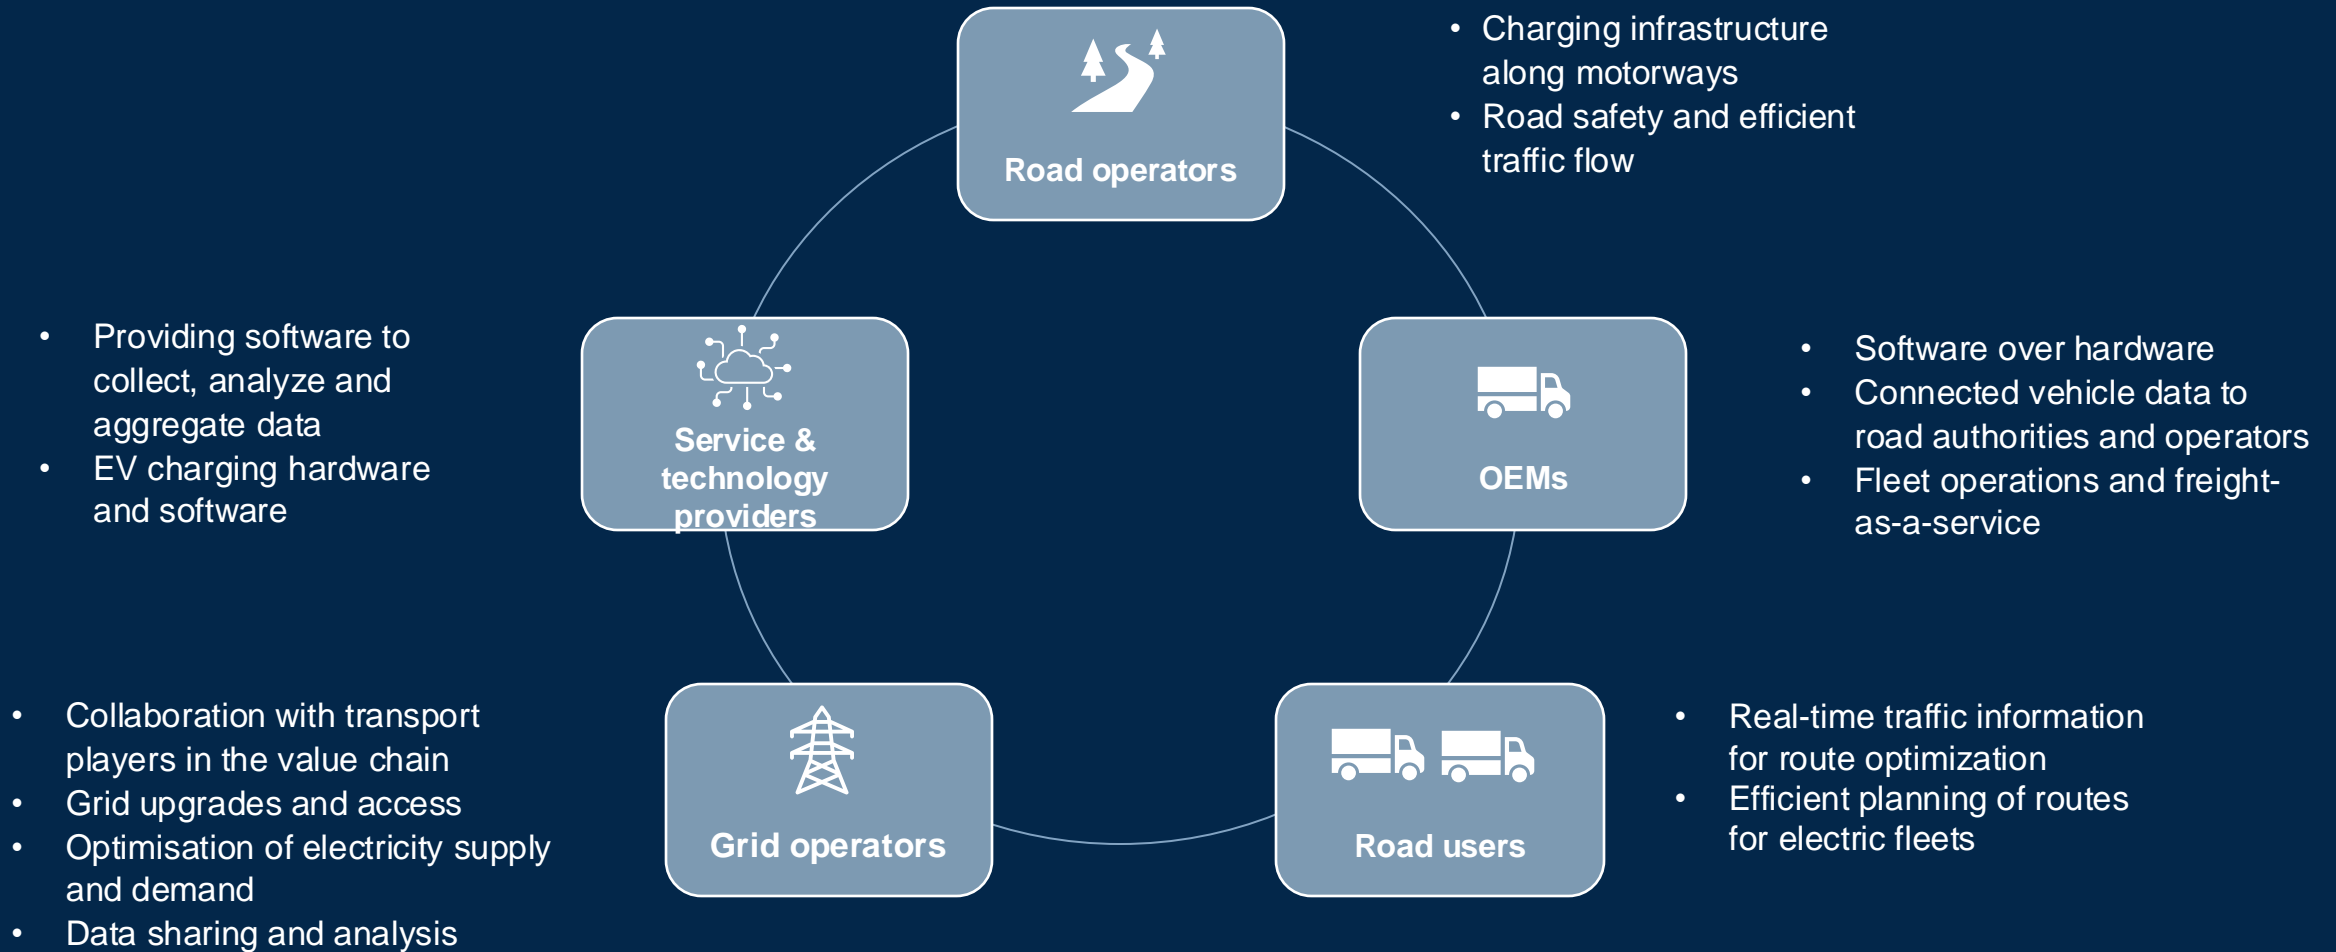 Road operators
• Charging infrastructure
along motorways
• Road safety and efficient
traffic flow
• Providing software to
collect, analyze and
aggregate data
• EV charging hardware
and software
Service &
technology
providers
OEMs
• Software over hardware
• Connected vehicle data to
road authorities and operators
• Fleet operations and freight-
as-a-service
• Collaboration with transport
players in the value chain
• Grid upgrades and access
• Optimisation of electricity supply
and demand
• Data sharing and analysis
Grid operators
Road users
• Real-time traffic information
for route optimization
• Efficient planning of routes
for electric fleets